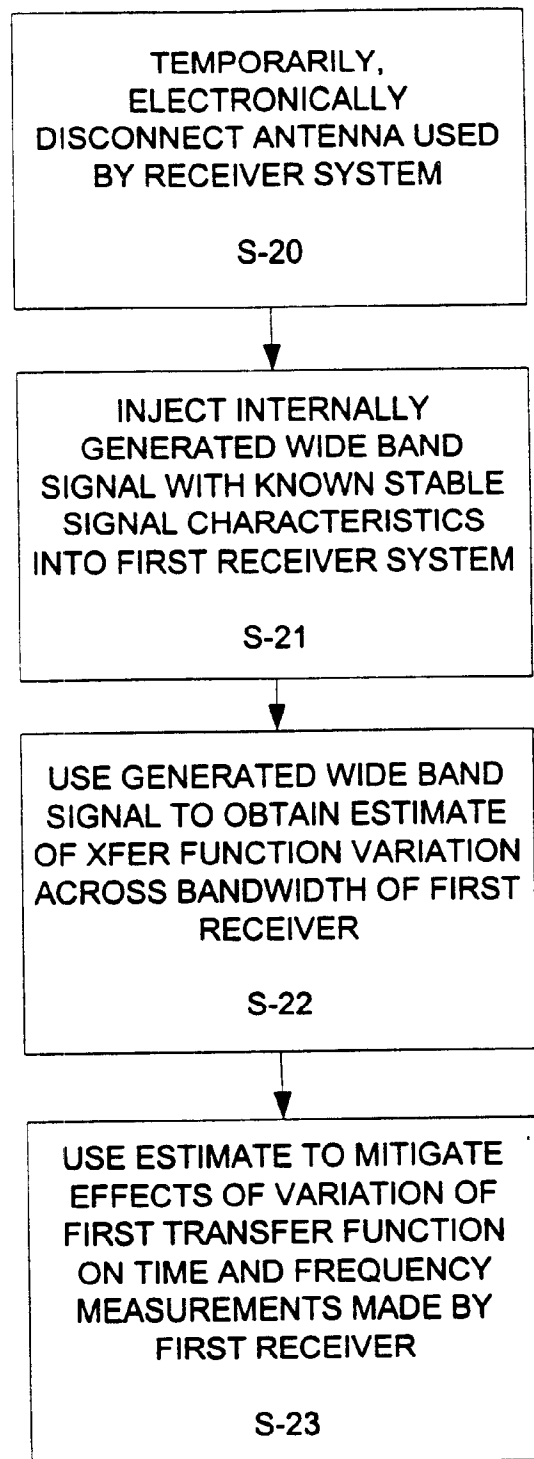 TEMPORARILY,
ELECTRONICALLY
DISCONNECT ANTENNA USED
BY RECEIVER SYSTEM
S-20
INJECT INTERNALLY
GENERATED WIDE BAND
SIGNAL WITH KNOWN STABLE
SIGNAL CHARACTERISTICS
INTO FIRST RECEIVER SYSTEM
S-21
USE GENERATED WIDE BAND
SIGNAL TO OBTAIN ESTIMATE
OF XFER FUNCTION VARIATION
ACROSS BANDWIDTH OF FIRST
RECEIVER
S-22
USE ESTIMATE TO MITIGATE
EFFECTS OF VARIATION OF
FIRST TRANSFER FUNCTION
ON TIME AND FREQUENCY
MEASUREMENTS MADE BY
FIRST RECEIVER
S-23